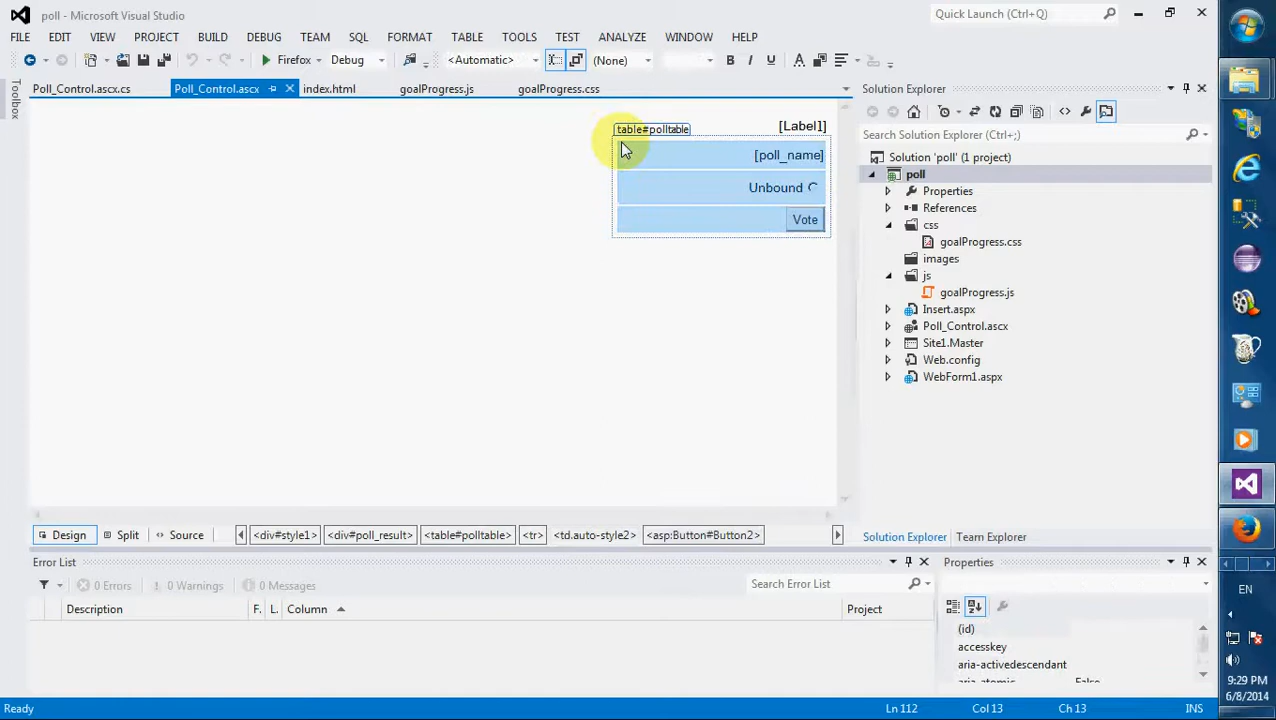 poll - Microsoft Visual Studio
Quick Launch (Ctrl+;)
FILE EDIT VIEW PROJECT BUILD DEBUG TEAM SQL FORMAT TABLE TOOLS TEST ANALYZE WINDOW HELP
Firefox Debug <Automatic> (None) B I U A
Toolbox
Poll_Control.ascx.cs Poll_Control.ascx index.html goalProgress.js goalProgress.css
[Label1]
table#polltable
[poll_name]
Unbound
Vote
Solution Explorer
Search Solution Explorer (Ctrl+;)
Solution 'poll' (1 project)
poll
Properties
References
css
goalProgress.css
images
js
goalProgress.js
Insert.aspx
Poll_Control.ascx
Site1.Master
Web.config
WebForm1.aspx
Design Split Source <div#style1> <div#poll_result> <table#polltable> <tr> <td.auto-style2> <asp:Button#Button2>
Solution Explorer Team Explorer
Error List
0 Errors 0 Warnings 0 Messages
Search Error List
Description F. L. Column Project
Properties
(id)
accesskey
aria-activedescendant
aria-atomic False
Ready Ln 112 Col 13 Ch 13 INS
EN
9:29 PM
6/8/2014